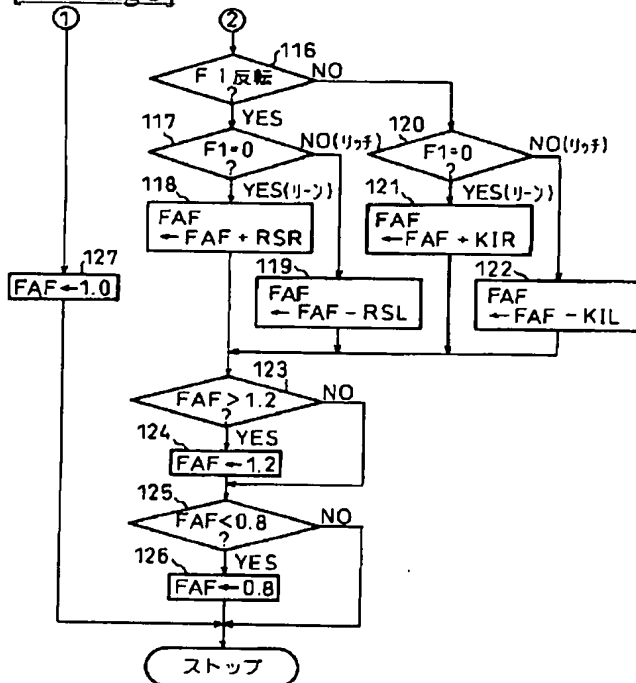 ①
②
116
F1反転
?
NO
YES
117
F1=0
?
NO(リッチ)
YES(リーン)
120
F1=0
?
NO(リッチ)
YES(リーン)
118
FAF
←FAF+RSR
121
FAF
←FAF+KIR
119
FAF
←FAF-RSL
122
FAF
←FAF-KIL
127
FAF←1.0
123
FAF>1.2
?
NO
YES
124
FAF←1.2
125
FAF<0.8
?
NO
YES
126
FAF←0.8
ストップ